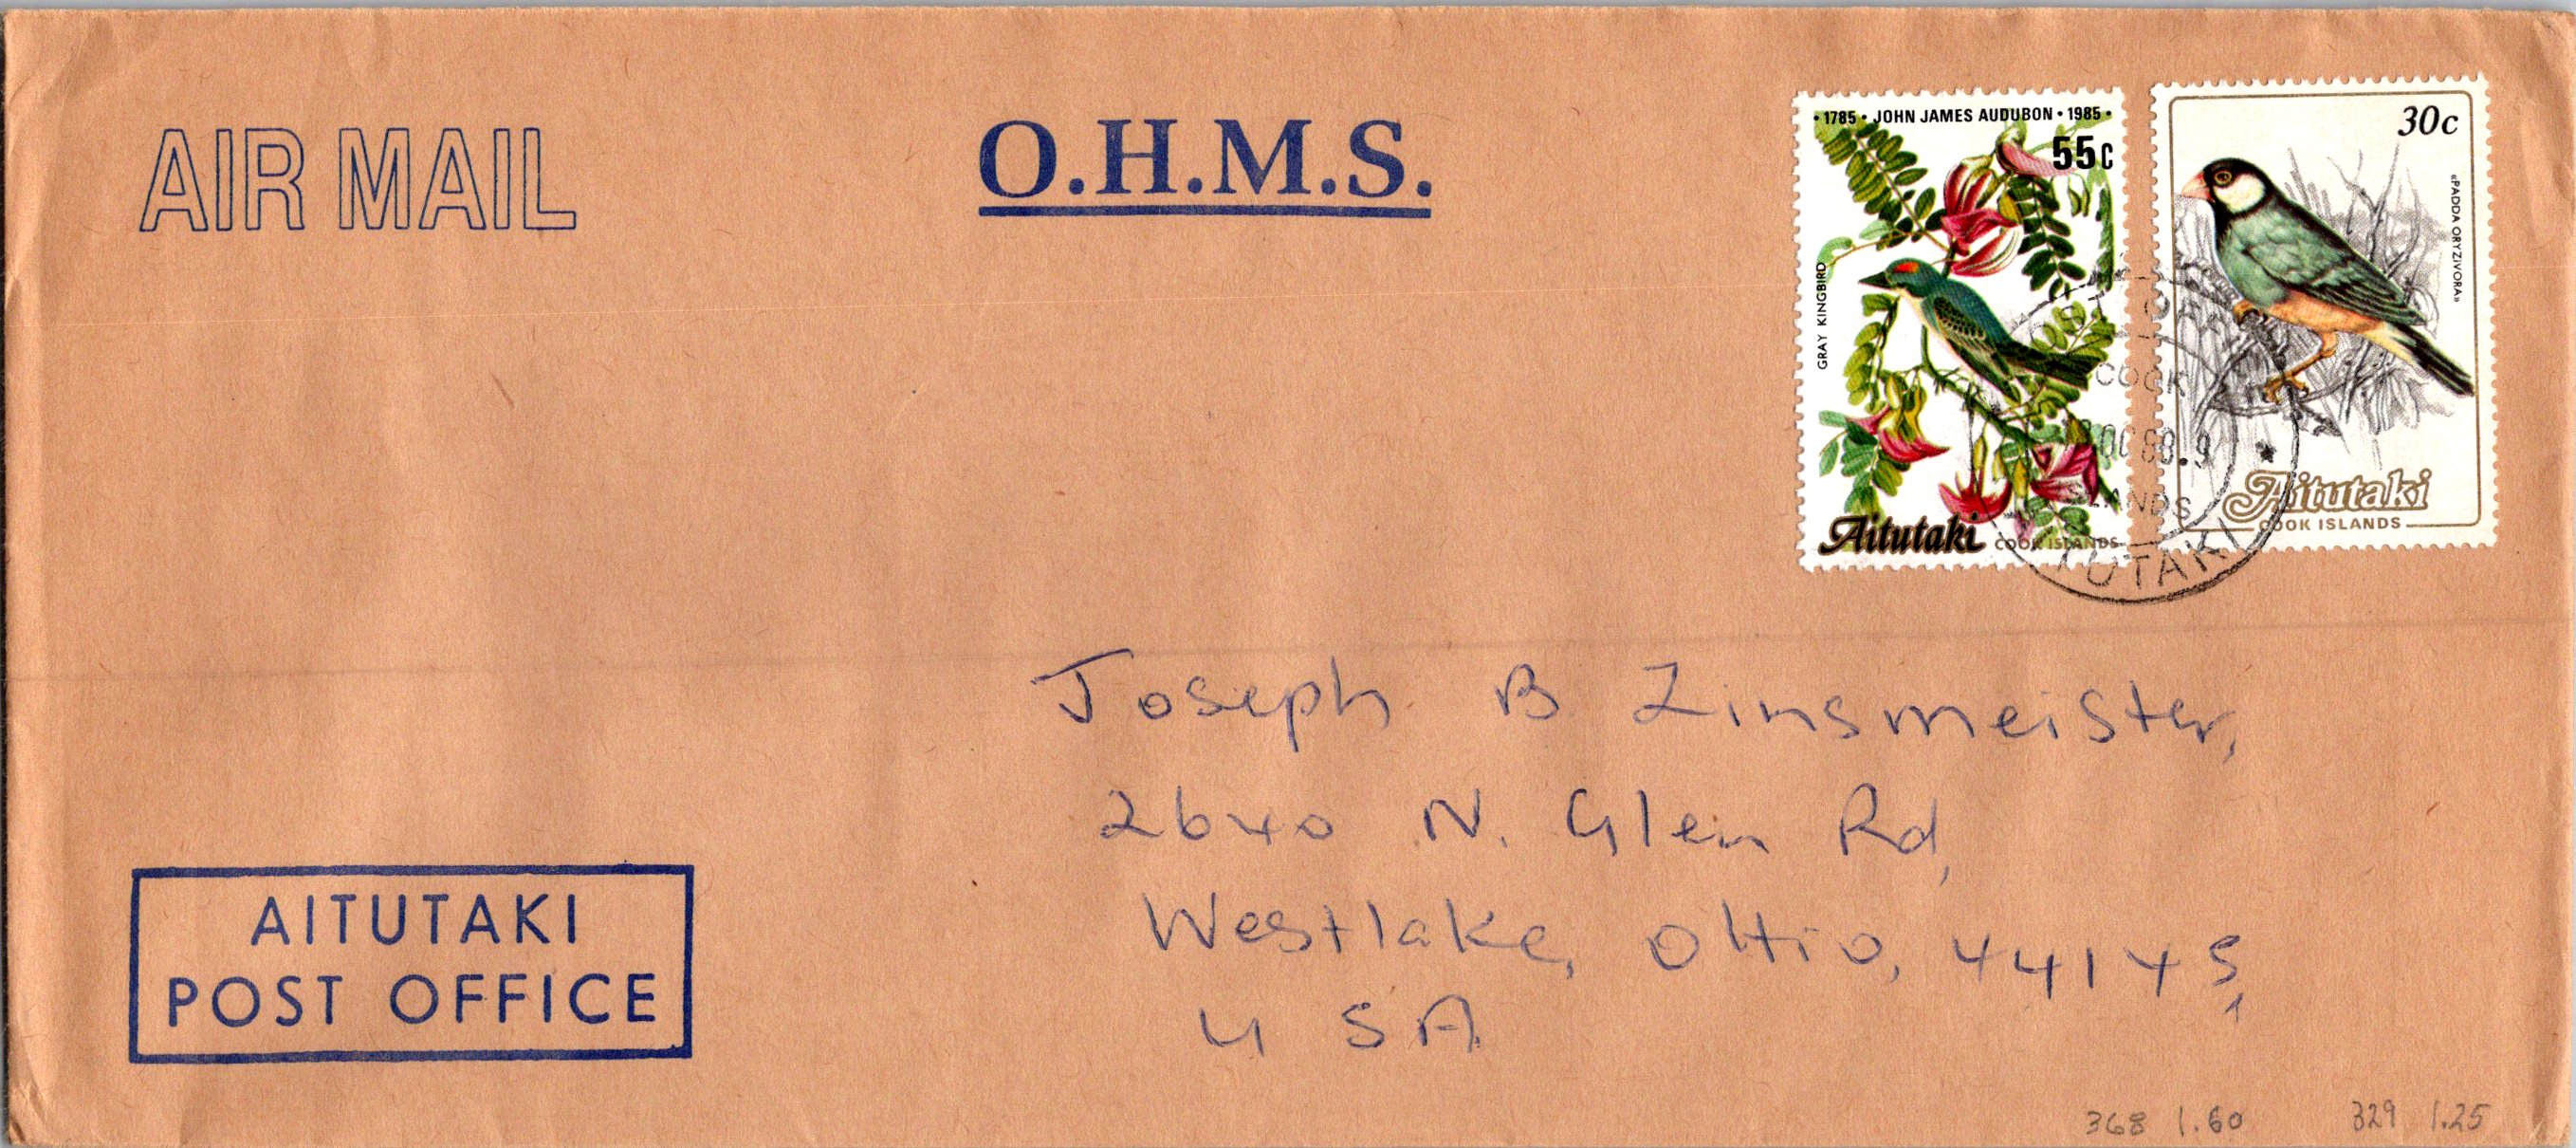 AIR MAIL
O.H.M.S.
• 1785 • JOHN JAMES AUDUBON • 1985 •
55c
GRAY KINGBIRD
Aitutaki COOK ISLANDS
30c
«PADDA ORYZIVORA»
Aitutaki
COOK ISLANDS
COOK
AITUTAKI
POST OFFICE
Joseph B Zinsmeister,
2640 N. Glen Rd,
Westlake, OHio, 44145,
U S A
368 1.60 329 1.25